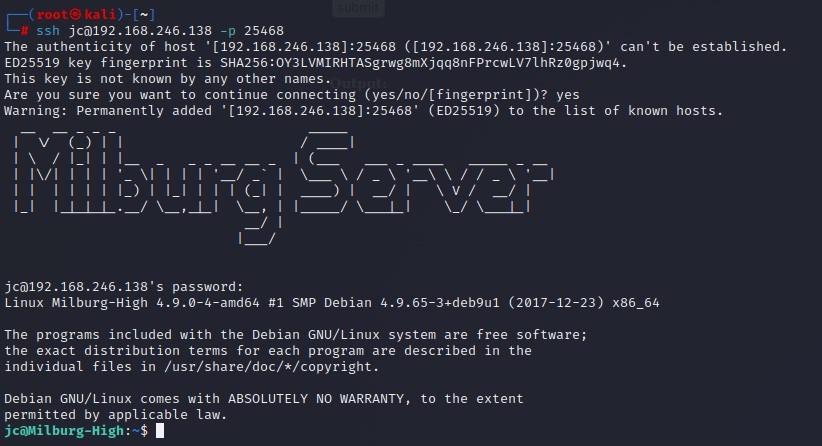 submit
┌──(root㉿kali)-[~]
└─# ssh jc@192.168.246.138 -p 25468
The authenticity of host '[192.168.246.138]:25468 ([192.168.246.138]:25468)' can't be established.
ED25519 key fingerprint is SHA256:OY3LVMIRHTASgrwg8mXjqq8nFPrcwLV7lhRz0gpjwq4.
This key is not known by any other names.
Output:
Are you sure you want to continue connecting (yes/no/[fingerprint])? yes
Warning: Permanently added '[192.168.246.138]:25468' (ED25519) to the list of known hosts.
Milburg Server
jc@192.168.246.138's password:
Linux Milburg-High 4.9.0-4-amd64 #1 SMP Debian 4.9.65-3+deb9u1 (2017-12-23) x86_64
The programs included with the Debian GNU/Linux system are free software;
the exact distribution terms for each program are described in the
individual files in /usr/share/doc/*/copyright.
Debian GNU/Linux comes with ABSOLUTELY NO WARRANTY, to the extent
permitted by applicable law.
jc@Milburg-High:~$